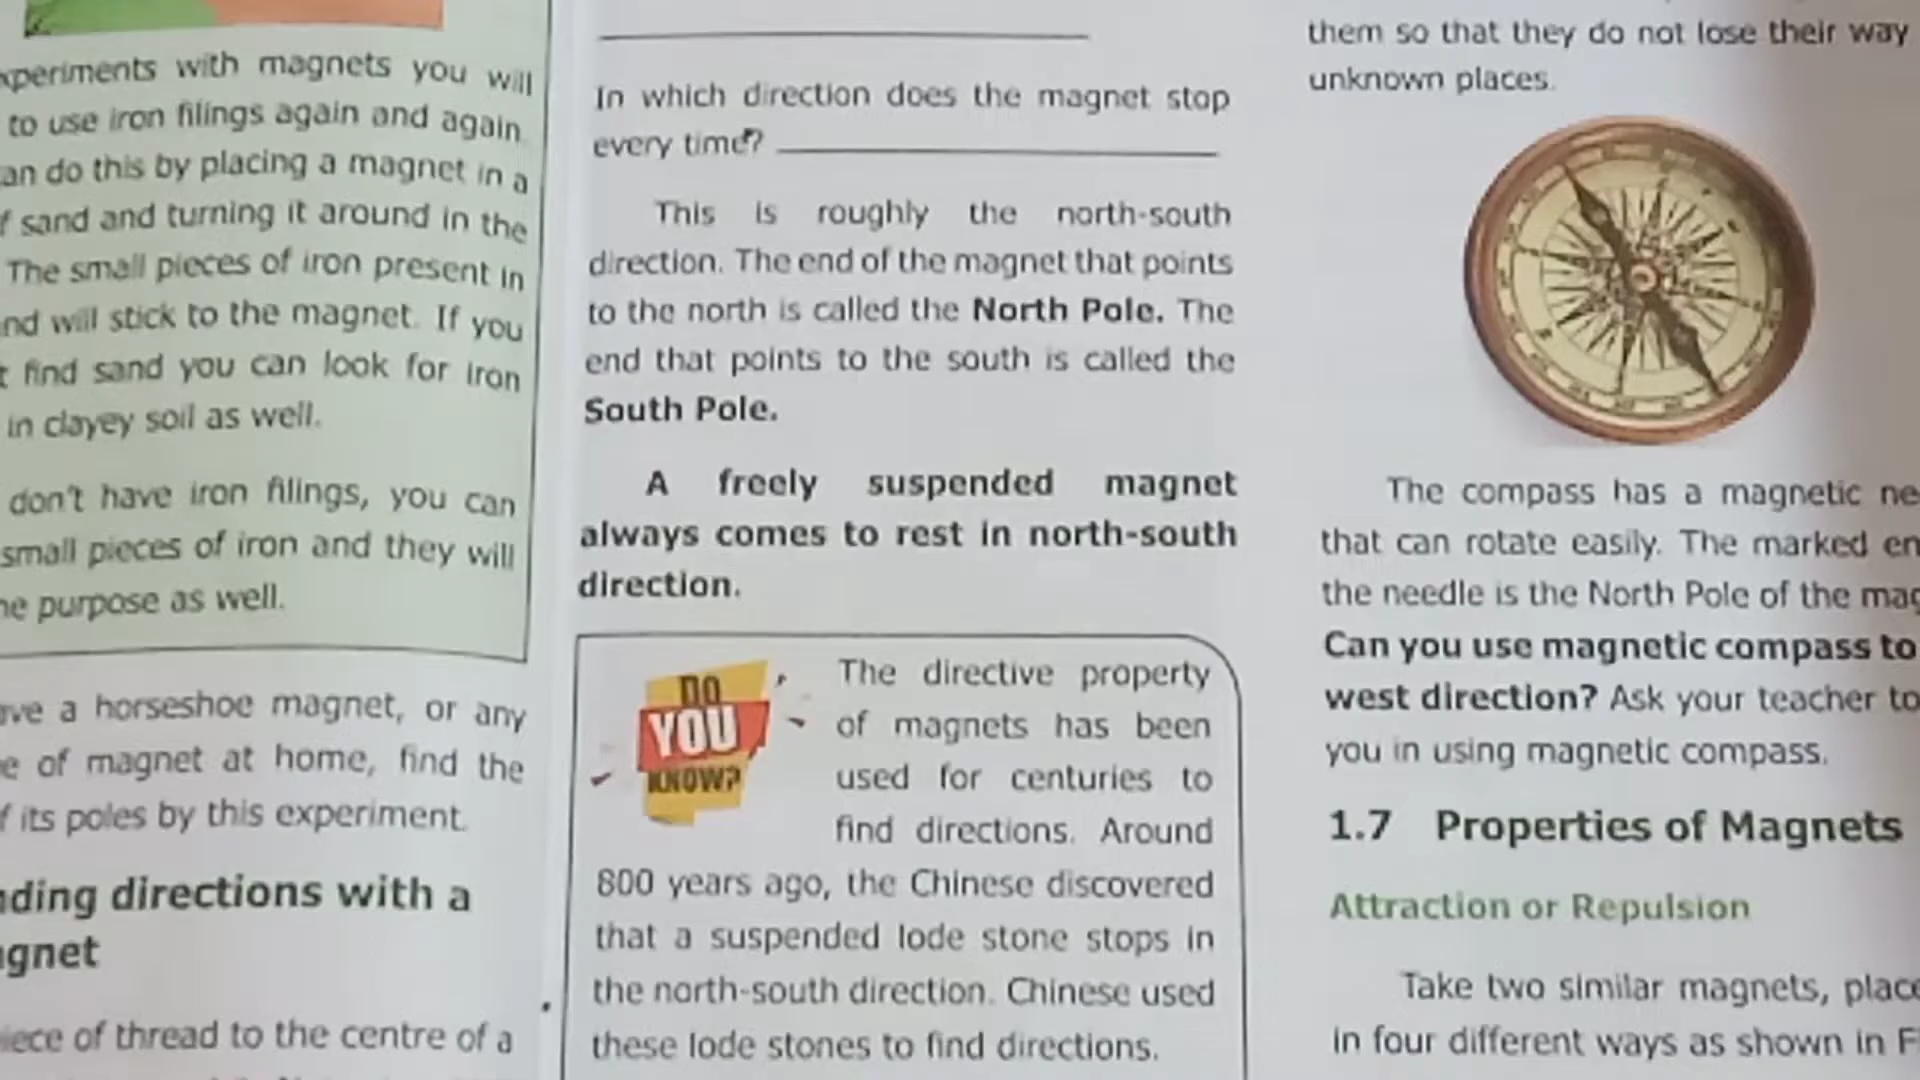 experiments with magnets you will
to use iron filings again and again.
an do this by placing a magnet in a
f sand and turning it around in the
The small pieces of iron present in
nd will stick to the magnet. If you
t find sand you can look for iron
in clayey soil as well.
don't have iron filings, you can
small pieces of iron and they will
he purpose as well.
ave a horseshoe magnet, or any
e of magnet at home, find the
f its poles by this experiment.
nding directions with a
agnet
iece of thread to the centre of a
In which direction does the magnet stop
every time?
This is roughly the north-south
direction. The end of the magnet that points
to the north is called the North Pole. The
end that points to the south is called the
South Pole.
A freely suspended magnet
always comes to rest in north-south
direction.
DO
YOU
KNOW?
The directive property
of magnets has been
used for centuries to
find directions. Around
800 years ago, the Chinese discovered
that a suspended lode stone stops in
the north-south direction. Chinese used
these lode stones to find directions.
them so that they do not lose their way
unknown places.
The compass has a magnetic ne
that can rotate easily. The marked en
the needle is the North Pole of the mag
Can you use magnetic compass to
west direction? Ask your teacher to
you in using magnetic compass.
1.7 Properties of Magnets
Attraction or Repulsion
Take two similar magnets, place
in four different ways as shown in F